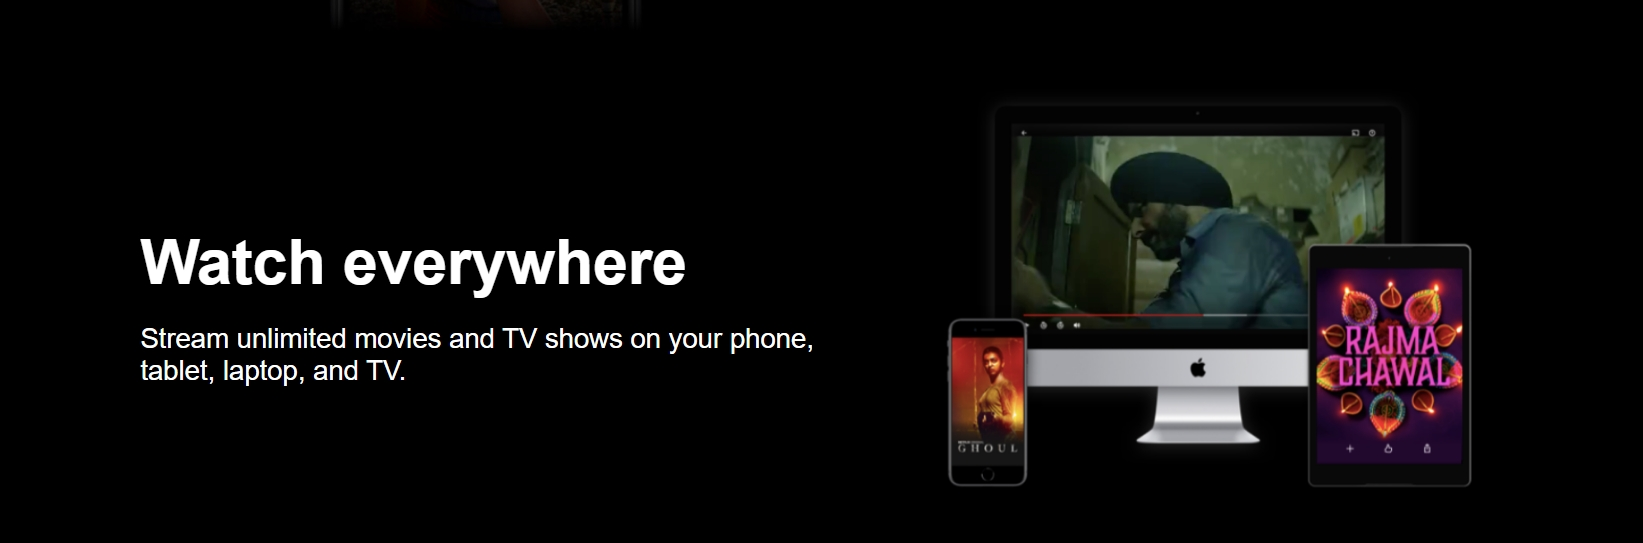 Watch everywhere
Stream unlimited movies and TV shows on your phone,
tablet, laptop, and TV.
GHOUL
RAJMA
CHAWAL